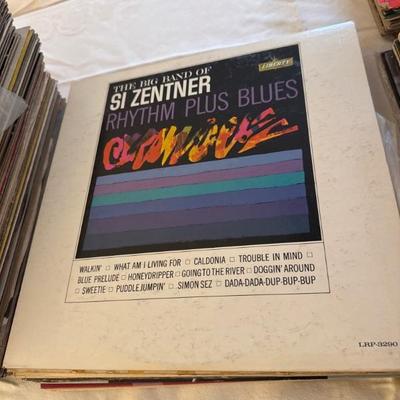 LIBERTY
THE BIG BAND OF
SI ZENTNER
RHYTHM PLUS BLUES
WALKIN' □ WHAT AM I LIVING FOR □ CALDONIA □ TROUBLE IN MIND □
BLUE PRELUDE □ HONEYDRIPPER □ GOING TO THE RIVER □ DOGGIN' AROUND
□ SWEETIE □ PUDDLE JUMPIN' □ SIMON SEZ □ DADA-DADA-DUP-BUP-BUP
LRP-3290